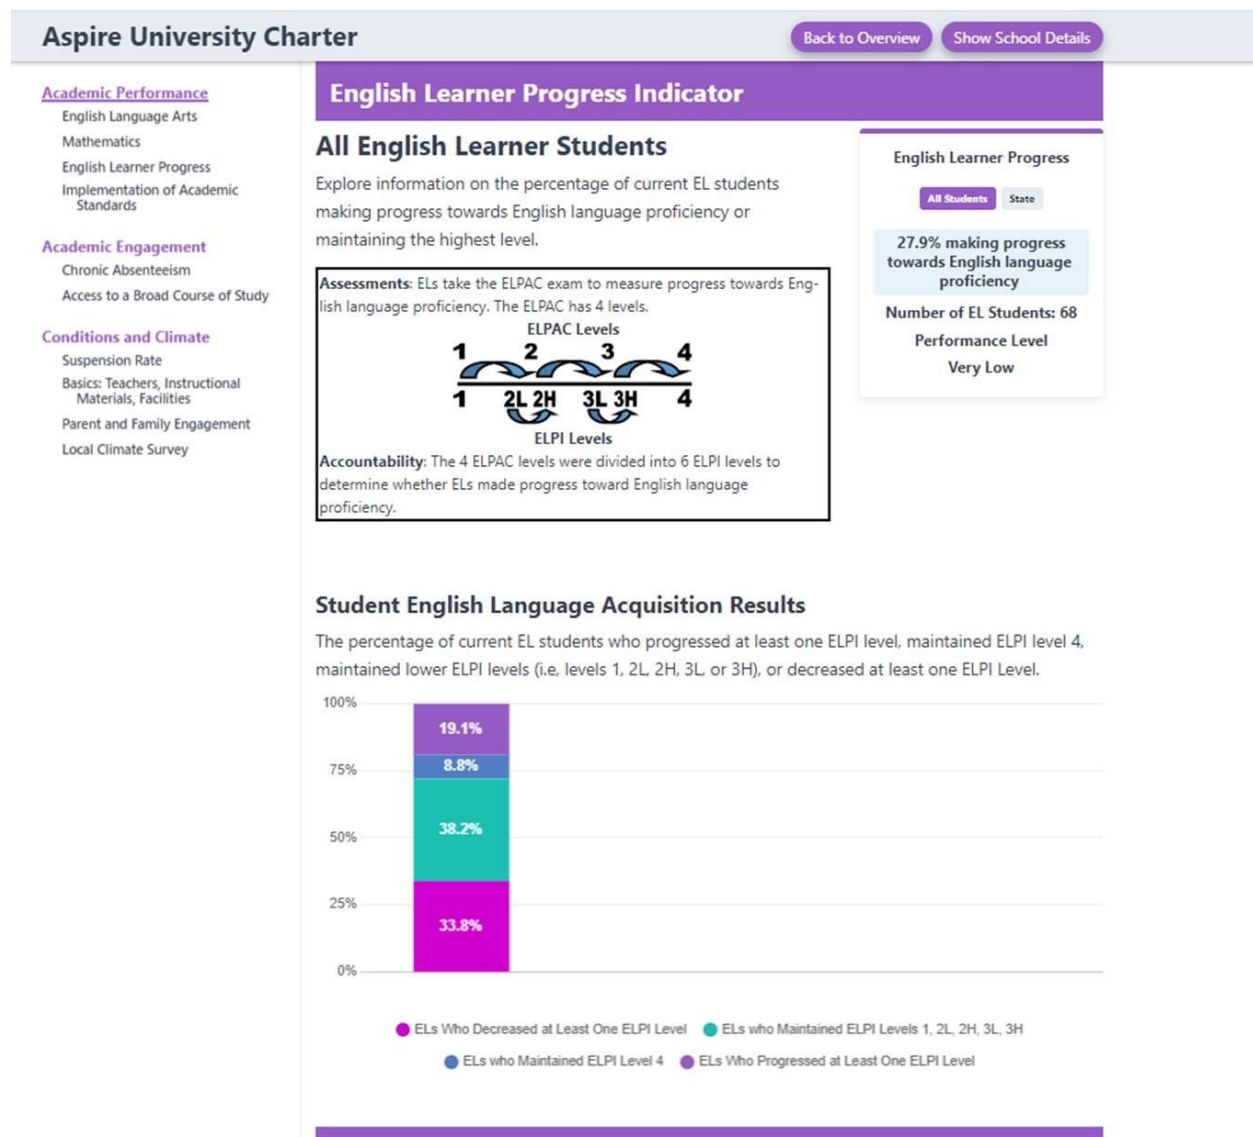 Aspire University Charter
Back to Overview
Show School Details
Academic Performance
English Language Arts
Mathematics
English Learner Progress
Implementation of Academic
Standards
Academic Engagement
Chronic Absenteeism
Access to a Broad Course of Study
Conditions and Climate
Suspension Rate
Basics: Teachers, Instructional
Materials, Facilities
Parent and Family Engagement
Local Climate Survey
English Learner Progress Indicator
All English Learner Students
Explore information on the percentage of current EL students
making progress towards English language proficiency or
maintaining the highest level.
Assessments: ELs take the ELPAC exam to measure progress towards Eng-
lish language proficiency. The ELPAC has 4 levels.
ELPAC Levels
1 2 3 4
1 2L 2H 3L 3H 4
ELPI Levels
Accountability: The 4 ELPAC levels were divided into 6 ELPI levels to
determine whether ELs made progress toward English language
proficiency.
English Learner Progress
All Students State
27.9% making progress
towards English language
proficiency
Number of EL Students: 68
Performance Level
Very Low
Student English Language Acquisition Results
The percentage of current EL students who progressed at least one ELPI level, maintained ELPI level 4,
maintained lower ELPI levels (i.e, levels 1, 2L, 2H, 3L, or 3H), or decreased at least one ELPI Level.
100%
19.1%
75%
8.8%
50%
38.2%
25%
33.8%
0%
ELs Who Decreased at Least One ELPI Level
ELs who Maintained ELPI Levels 1, 2L, 2H, 3L, 3H
ELs who Maintained ELPI Level 4
ELs Who Progressed at Least One ELPI Level